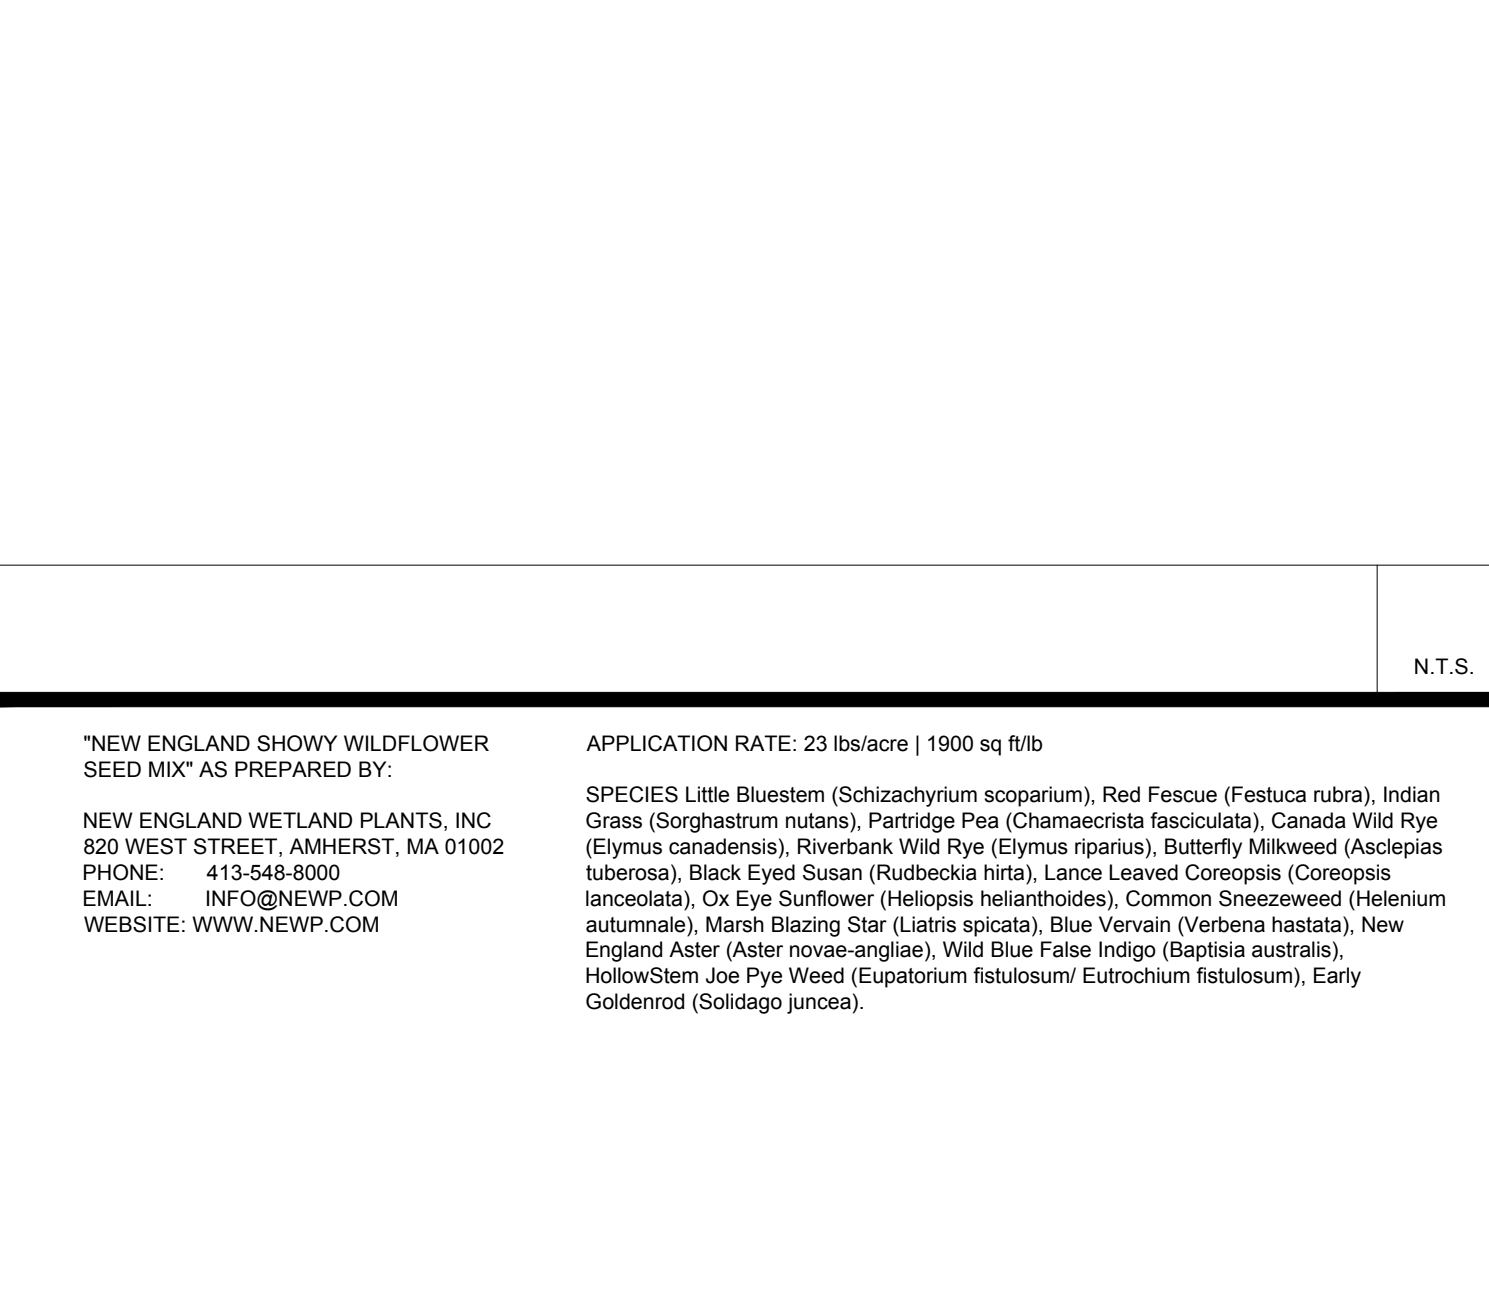 N.T.S.
"NEW ENGLAND SHOWY WILDFLOWER
SEED MIX" AS PREPARED BY:
NEW ENGLAND WETLAND PLANTS, INC
820 WEST STREET, AMHERST, MA 01002
PHONE: 413-548-8000
EMAIL: INFO@NEWP.COM
WEBSITE: WWW.NEWP.COM
APPLICATION RATE: 23 lbs/acre | 1900 sq ft/lb
SPECIES Little Bluestem (Schizachyrium scoparium), Red Fescue (Festuca rubra), Indian
Grass (Sorghastrum nutans), Partridge Pea (Chamaecrista fasciculata), Canada Wild Rye
(Elymus canadensis), Riverbank Wild Rye (Elymus riparius), Butterfly Milkweed (Asclepias
tuberosa), Black Eyed Susan (Rudbeckia hirta), Lance Leaved Coreopsis (Coreopsis
lanceolata), Ox Eye Sunflower (Heliopsis helianthoides), Common Sneezeweed (Helenium
autumnale), Marsh Blazing Star (Liatris spicata), Blue Vervain (Verbena hastata), New
England Aster (Aster novae-angliae), Wild Blue False Indigo (Baptisia australis),
HollowStem Joe Pye Weed (Eupatorium fistulosum/ Eutrochium fistulosum), Early
Goldenrod (Solidago juncea).